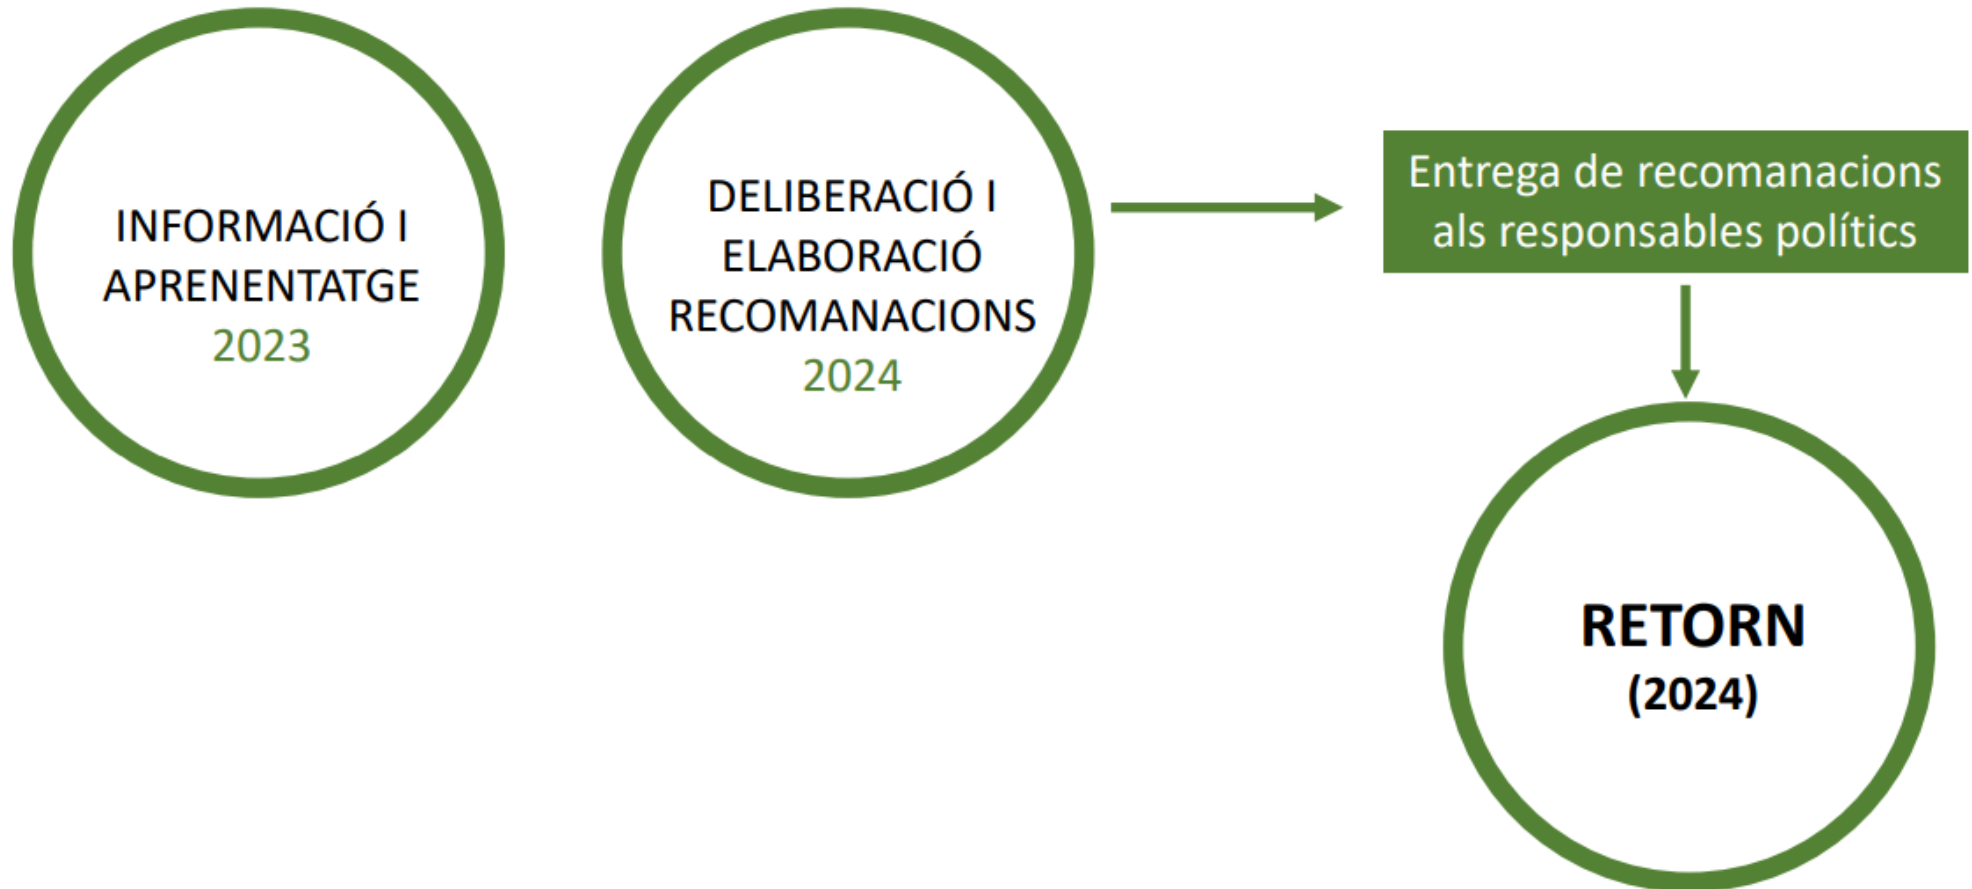 INFORMACIÓ I
APRENENTATGE
2023
DELIBERACIÓ I
ELABORACIÓ
RECOMANACIONS
2024
Entrega de recomanacions
als responsables polítics
RETORN
(2024)